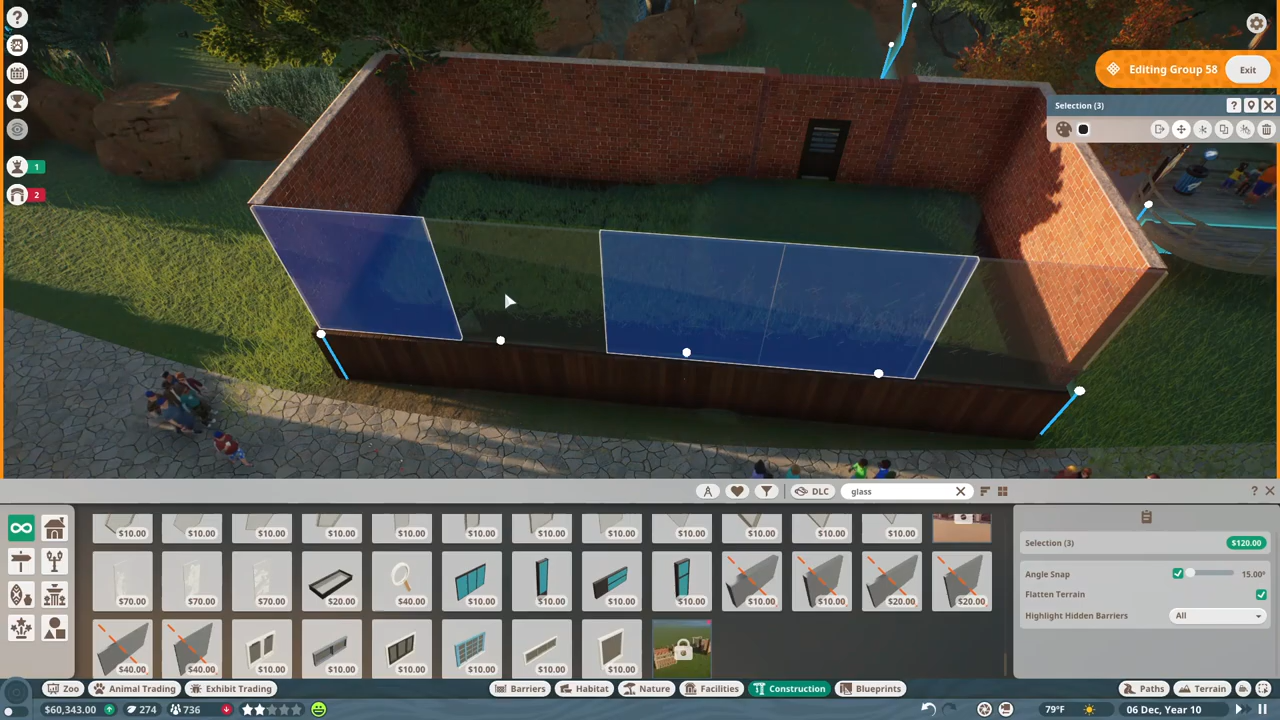 ?
Editing Group 58
Exit
Selection (3)
?
1
2
DLC
glass
?
$10.00 $10.00 $10.00 $10.00 $10.00 $10.00 $10.00 $10.00 $10.00 $10.00 $10.00 $10.00
$70.00 $70.00 $70.00 $20.00 $40.00 $10.00 $10.00 $10.00 $10.00 $10.00 $10.00 $20.00 $20.00
$40.00 $40.00 $10.00 $10.00 $10.00 $10.00 $10.00 $10.00
Selection (3)
$120.00
Angle Snap
15.00°
Flatten Terrain
Highlight Hidden Barriers
All
Zoo
Animal Trading
Exhibit Trading
Barriers
Habitat
Nature
Facilities
Construction
Blueprints
Paths
Terrain
$60,343.00
274
736
79°F
06 Dec, Year 10